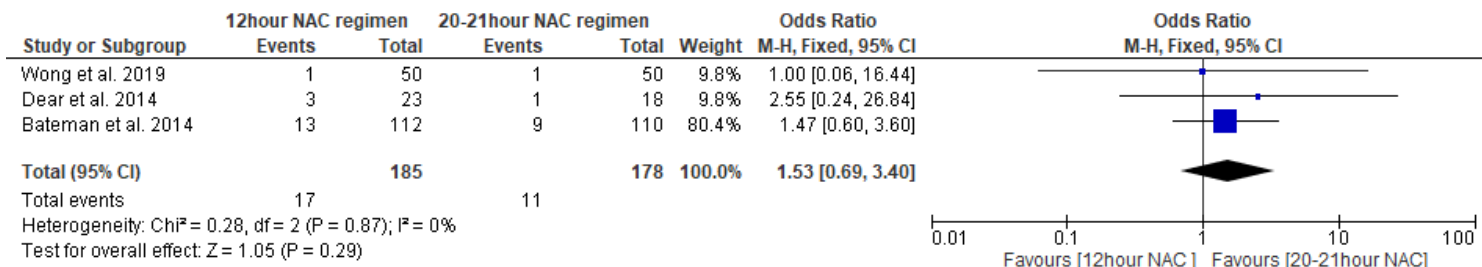 12hour NAC regimen 20-21hour NAC regimen Odds Ratio Odds Ratio
Study or Subgroup Events Total Events Total Weight M-H, Fixed, 95% CI M-H, Fixed, 95% CI
Wong et al. 2019 1 50 1 50 9.8% 1.00 [0.06, 16.44]
Dear et al. 2014 3 23 1 18 9.8% 2.55 [0.24, 26.84]
Bateman et al. 2014 13 112 9 110 80.4% 1.47 [0.60, 3.60]
Total (95% CI) 185 178 100.0% 1.53 [0.69, 3.40]
Total events 17 11
Heterogeneity: Chi² = 0.28, df = 2 (P = 0.87); I² = 0%
Test for overall effect: Z = 1.05 (P = 0.29)
0.01 0.1 1 10 100
Favours [12hour NAC ] Favours [20-21hour NAC]